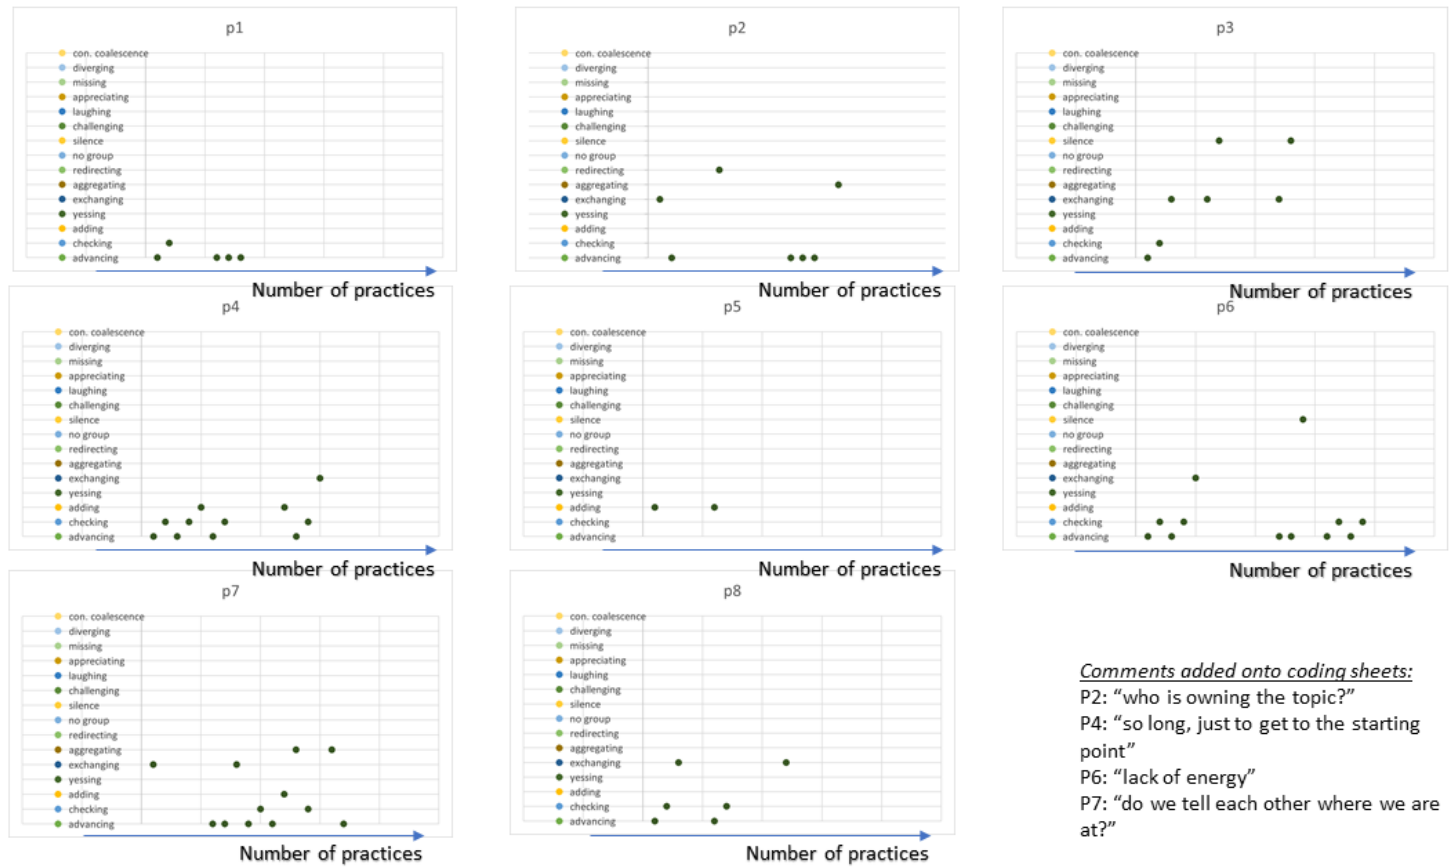 p1
con. coalescence
diverging
missing
appreciating
laughing
challenging
silence
no group
redirecting
aggregating
exchanging
yessing
adding
checking
advancing
Number of practices
p2
con. coalescence
diverging
missing
appreciating
laughing
challenging
silence
no group
redirecting
aggregating
exchanging
yessing
adding
checking
advancing
Number of practices
p3
con. coalescence
diverging
missing
appreciating
laughing
challenging
silence
no group
redirecting
aggregating
exchanging
yessing
adding
checking
advancing
Number of practices
p4
con. coalescence
diverging
missing
appreciating
laughing
challenging
silence
no group
redirecting
aggregating
exchanging
yessing
adding
checking
advancing
Number of practices
p5
con. coalescence
diverging
missing
appreciating
laughing
challenging
silence
no group
redirecting
aggregating
exchanging
yessing
adding
checking
advancing
Number of practices
p6
con. coalescence
diverging
missing
appreciating
laughing
challenging
silence
no group
redirecting
aggregating
exchanging
yessing
adding
checking
advancing
Number of practices
p7
con. coalescence
diverging
missing
appreciating
laughing
challenging
silence
no group
redirecting
aggregating
exchanging
yessing
adding
checking
advancing
Number of practices
p8
con. coalescence
diverging
missing
appreciating
laughing
challenging
silence
no group
redirecting
aggregating
exchanging
yessing
adding
checking
advancing
Number of practices
Comments added onto coding sheets:
P2: “who is owning the topic?”
P4: “so long, just to get to the starting
point”
P6: “lack of energy”
P7: “do we tell each other where we are
at?”